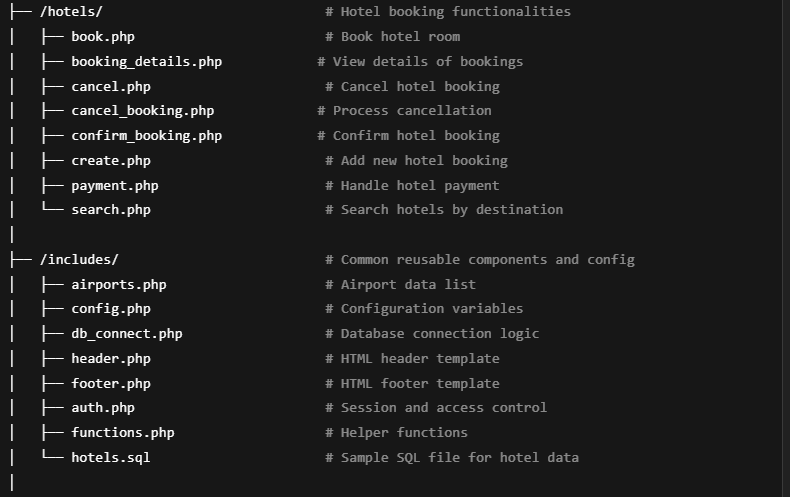 ├── /hotels/                            # Hotel booking functionalities
│   ├── book.php                        # Book hotel room
│   ├── booking_details.php            # View details of bookings
│   ├── cancel.php                      # Cancel hotel booking
│   ├── cancel_booking.php             # Process cancellation
│   ├── confirm_booking.php            # Confirm hotel booking
│   ├── create.php                      # Add new hotel booking
│   ├── payment.php                     # Handle hotel payment
│   └── search.php                      # Search hotels by destination
│
├── /includes/                          # Common reusable components and config
│   ├── airports.php                    # Airport data list
│   ├── config.php                      # Configuration variables
│   ├── db_connect.php                  # Database connection logic
│   ├── header.php                      # HTML header template
│   ├── footer.php                      # HTML footer template
│   ├── auth.php                        # Session and access control
│   ├── functions.php                   # Helper functions
│   └── hotels.sql                      # Sample SQL file for hotel data
│